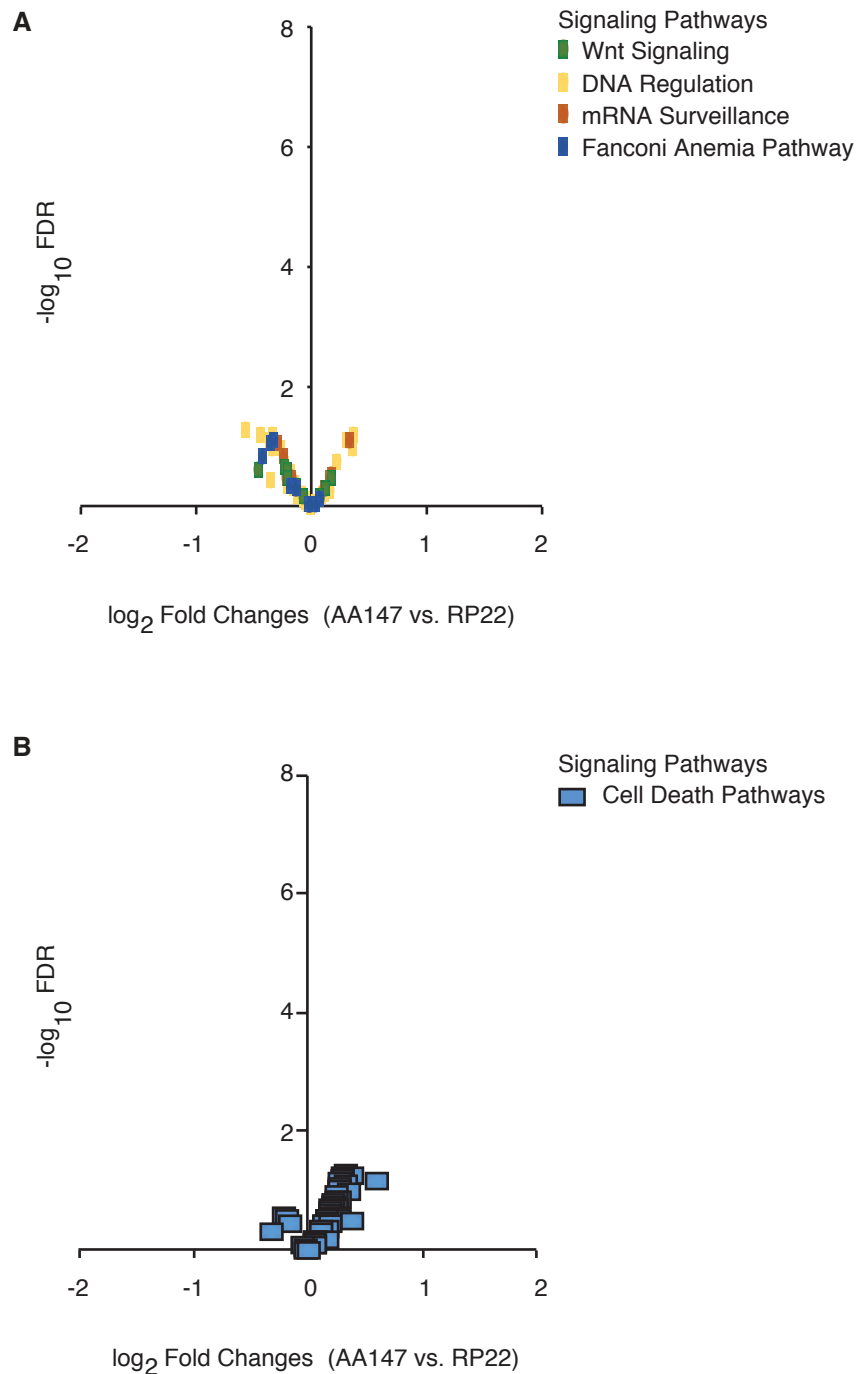 A
Signaling Pathways
Wnt Signaling
DNA Regulation
mRNA Surveillance
Fanconi Anemia Pathway
8
6
4
2
-log10 FDR
-2 -1 0 1 2
log2 Fold Changes (AA147 vs. RP22)
B
Signaling Pathways
Cell Death Pathways
8
6
4
2
-log10 FDR
-2 -1 0 1 2
log2 Fold Changes (AA147 vs. RP22)